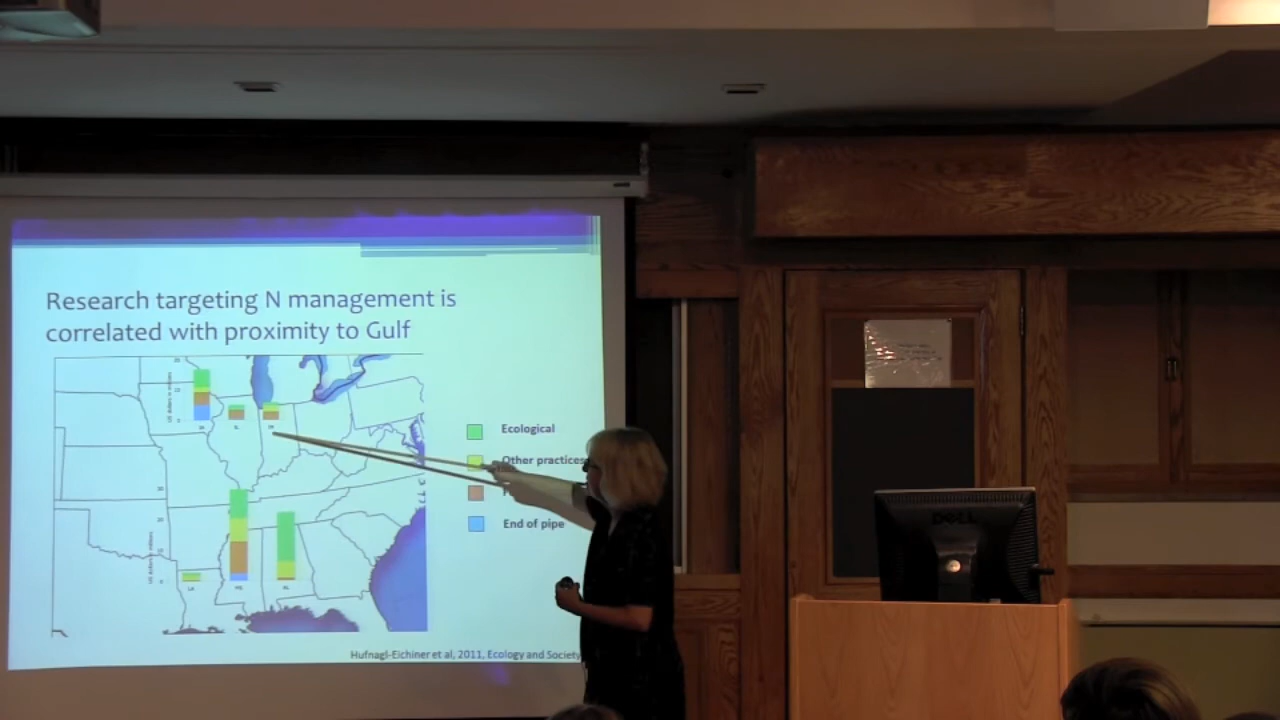 Research targeting N management is
correlated with proximity to Gulf
Ecological
Other practices
End of pipe
Hufnagl-Eichiner et al, 2011, Ecology and Society
DELL